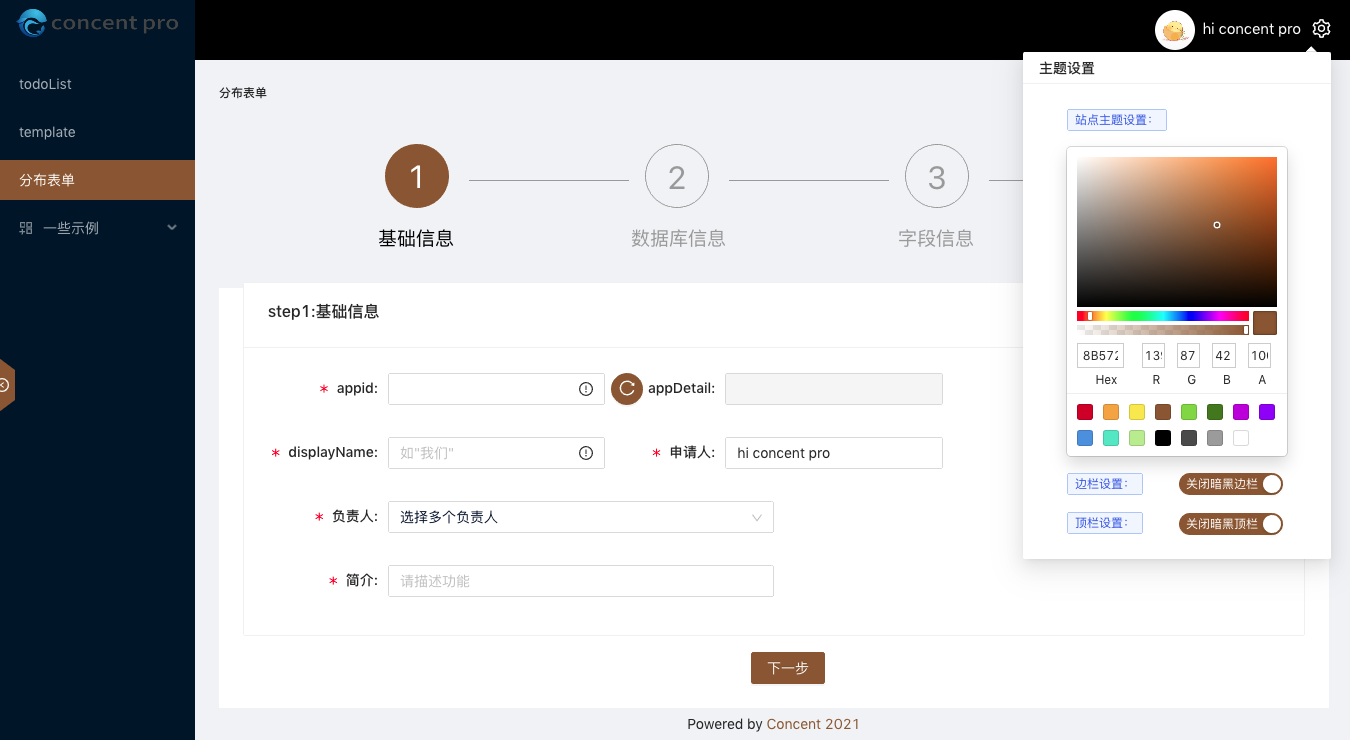 concent pro
hi concent pro
todoList
template
分布表单
一些示例
分布表单
1
2
3
基础信息
数据库信息
字段信息
step1:基础信息
* appid:
appDetail:
* displayName:
如"我们"
* 申请人:
hi concent pro
* 负责人:
选择多个负责人
* 简介:
请描述功能
下一步
Powered by Concent 2021
主题设置
站点主题设置：
8B572
87
42
Hex
R
G
B
A
边栏设置：
关闭暗黑边栏
顶栏设置：
关闭暗黑顶栏